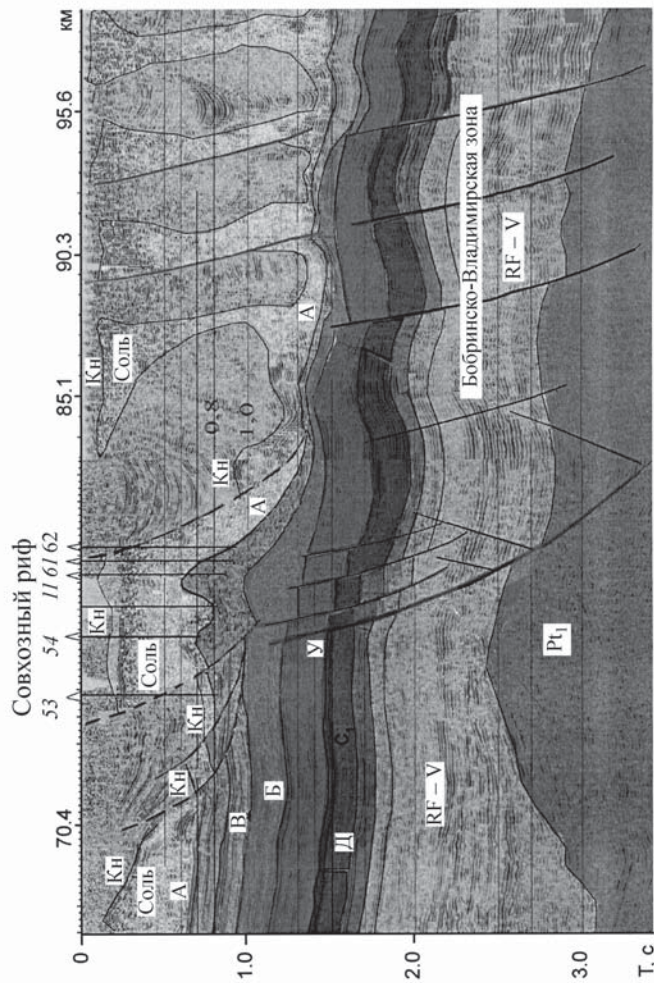 Совхозный риф
53 54 11 61 62
70.4 85.1 90.3 95.6 км
0
1.0
2.0
3.0
Т. с
Кн
Соль
А
Кн
Кн
В
Б
Д
С₁
RF – V
Кн
Соль
У
Pt₁
Кн
А
0,8
1,0
Кн
Соль
А
Бобринско-Владимирская зона
RF – V